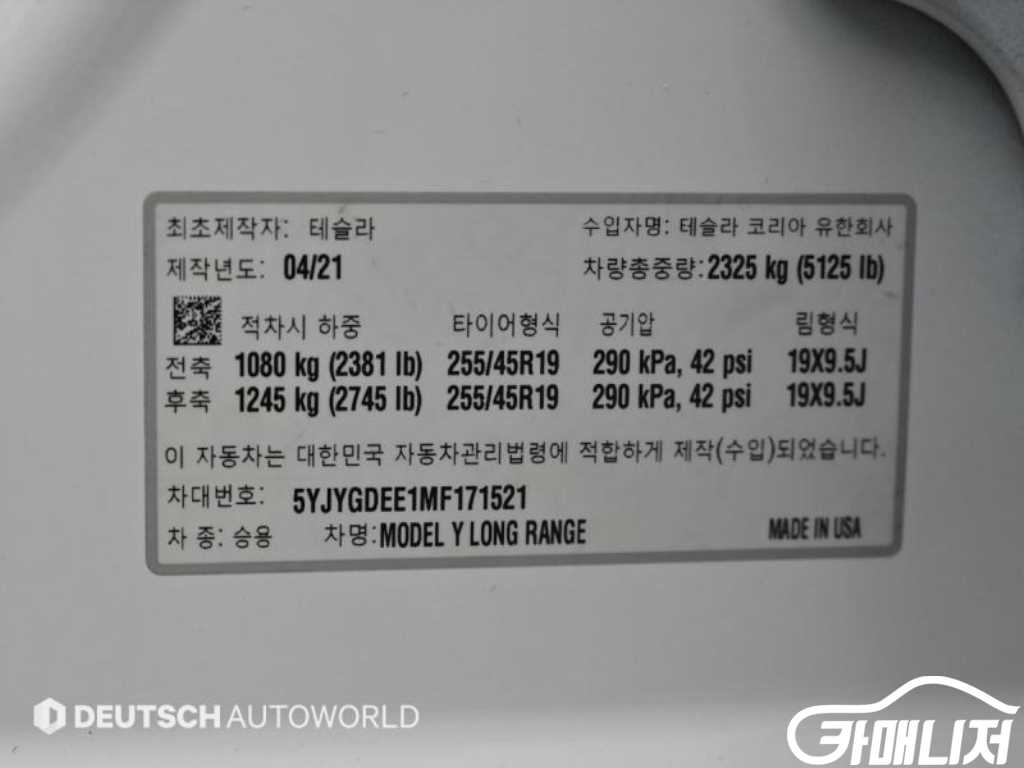 최초제작자: 테슬라 수입자명: 테슬라 코리아 유한회사
제작년도: 04/21 차량총중량: 2325 kg (5125 lb)
적차시 하중 타이어형식 공기압 림형식
전축 1080 kg (2381 lb) 255/45R19 290 kPa, 42 psi 19X9.5J
후축 1245 kg (2745 lb) 255/45R19 290 kPa, 42 psi 19X9.5J
이 자동차는 대한민국 자동차관리법령에 적합하게 제작(수입)되었습니다.
차대번호: 5YJYGDEE1MF171521
차 종: 승용 차명: MODEL Y LONG RANGE MADE IN USA
DEUTSCH AUTOWORLD
카매니저